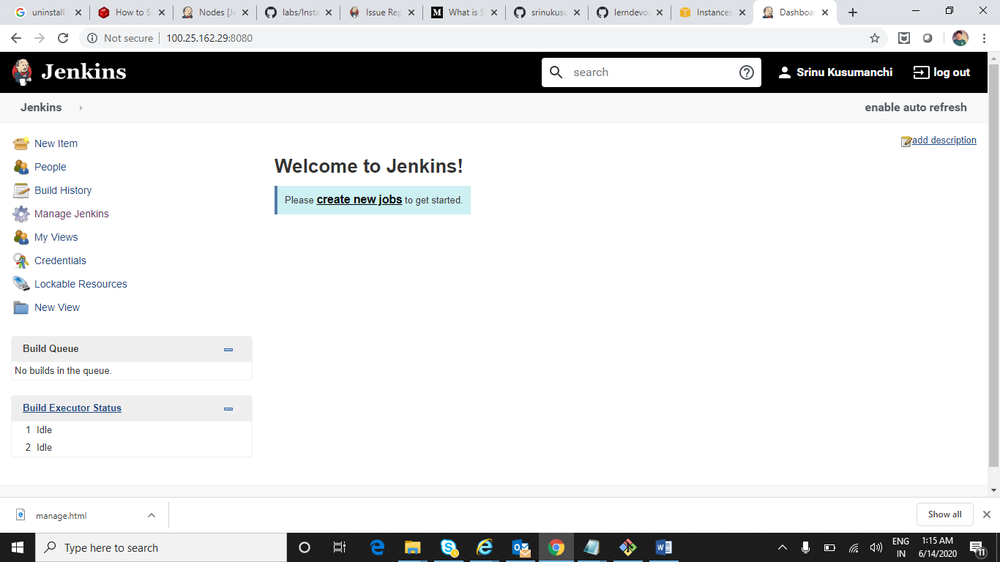 uninstall
How to S
Nodes [Je
labs/Insta
Issue Rep
What is S
srinukusu
lerndevop
Instances
Dashboar
Not secure
100.25.162.29:8080
Jenkins
search
Srinu Kusumanchi
log out
Jenkins
enable auto refresh
New Item
People
Build History
Manage Jenkins
My Views
Credentials
Lockable Resources
New View
add description
Welcome to Jenkins!
Please create new jobs to get started.
Build Queue
No builds in the queue.
Build Executor Status
1 Idle
2 Idle
manage.html
Show all
Type here to search
ENG
IN
1:15 AM
6/14/2020
11